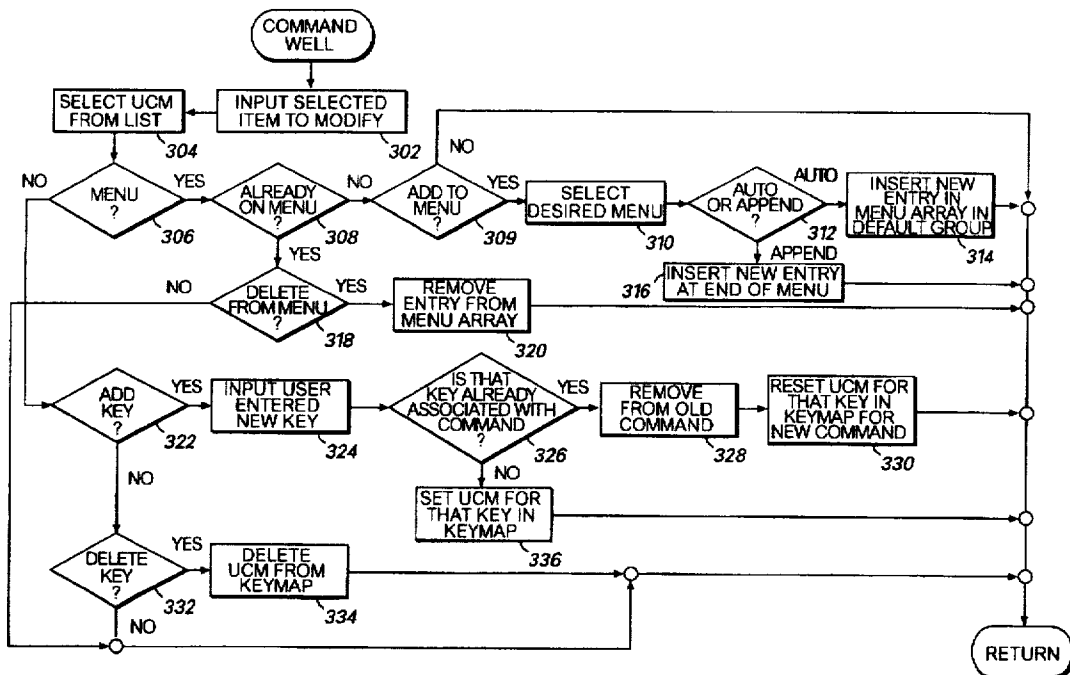 COMMAND
WELL
SELECT UCM
FROM LIST
304
INPUT SELECTED
ITEM TO MODIFY
302
NO
MENU
?
306
YES
ALREADY
ON MENU
?
308
NO
ADD TO
MENU
?
309
NO
YES
SELECT
DESIRED MENU
310
AUTO
OR APPEND
?
312
AUTO
INSERT NEW
ENTRY IN
MENU ARRAY IN
DEFAULT GROUP
314
APPEND
316
INSERT NEW ENTRY
AT END OF MENU
YES
NO
DELETE
FROM MENU
?
318
YES
REMOVE
ENTRY FROM
MENU ARRAY
320
ADD
KEY
?
322
YES
INPUT USER
ENTERED
NEW KEY
324
IS THAT
KEY ALREADY
ASSOCIATED WITH
COMMAND
?
326
YES
REMOVE
FROM OLD
COMMAND
328
RESET UCM FOR
THAT KEY IN
KEYMAP FOR
NEW COMMAND
330
NO
NO
SET UCM FOR
THAT KEY IN
KEYMAP
336
DELETE
KEY
?
332
YES
DELETE
UCM FROM
KEYMAP
334
NO
RETURN